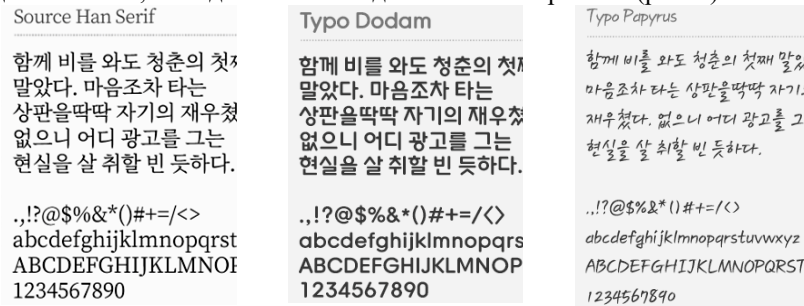 Source Han Serif
함께 비를 와도 청춘의 첫
말았다. 마음조차 타는
상판을딱딱 자기의 재우쳤
없으니 어디 광고를 그는
현실을 살 취할 빈 듯하다.
.,!?@$%&*()#+=/<>
abcdefghijklmnopqrst
ABCDEFGHIJKLMNO
1234567890
Typo Dodam
함께 비를 와도 청춘의 첫
말았다. 마음조차 타는
상판을딱딱 자기의 재우쳤
없으니 어디 광고를 그는
현실을 살 취할 빈 듯하다.
.,!?@$%&*()#+=/<>
abcdefghijklmnopqrs
ABCDEFGHIJKLMNOP
1234567890
Typo Papyrus
함께 비를 와도 청춘의 첫째 말았
마음조차 타는 상판을딱딱 자기
재우쳤다. 없으니 어디 광고를 그
현실을 살 취할 빈 듯하다.
.,!?@$%&*()#+=/<>
abcdefghijklmnopqrstuvwxyz
ABCDEFGHIJKLMNOPQRST
1234567890